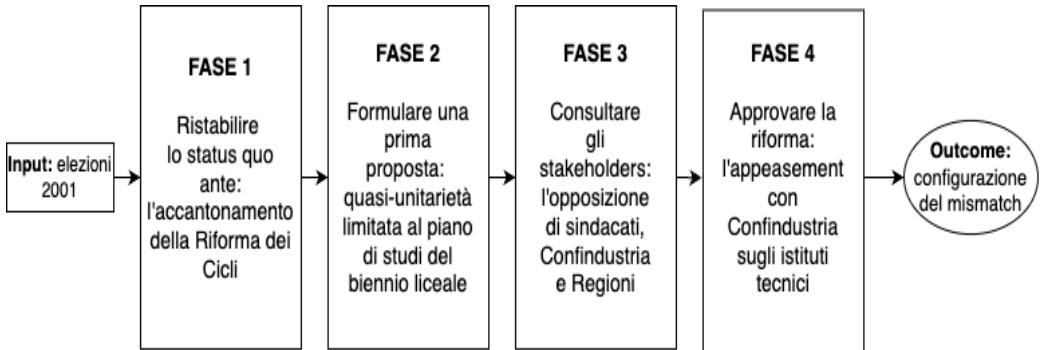 Input: elezioni
2001
FASE 1
Ristabilire
lo status quo
ante:
l'accantonamento
della Riforma dei
Cicli
FASE 2
Formulare una
prima
proposta:
quasi-unitarietà
limitata al piano
di studi del
biennio liceale
FASE 3
Consultare
gli
stakeholders:
l'opposizione
di sindacati,
Confindustria
e Regioni
FASE 4
Approvare la
riforma:
l'appeasement
con
Confindustria
sugli istituti
tecnici
Outcome:
configurazione
del mismatch